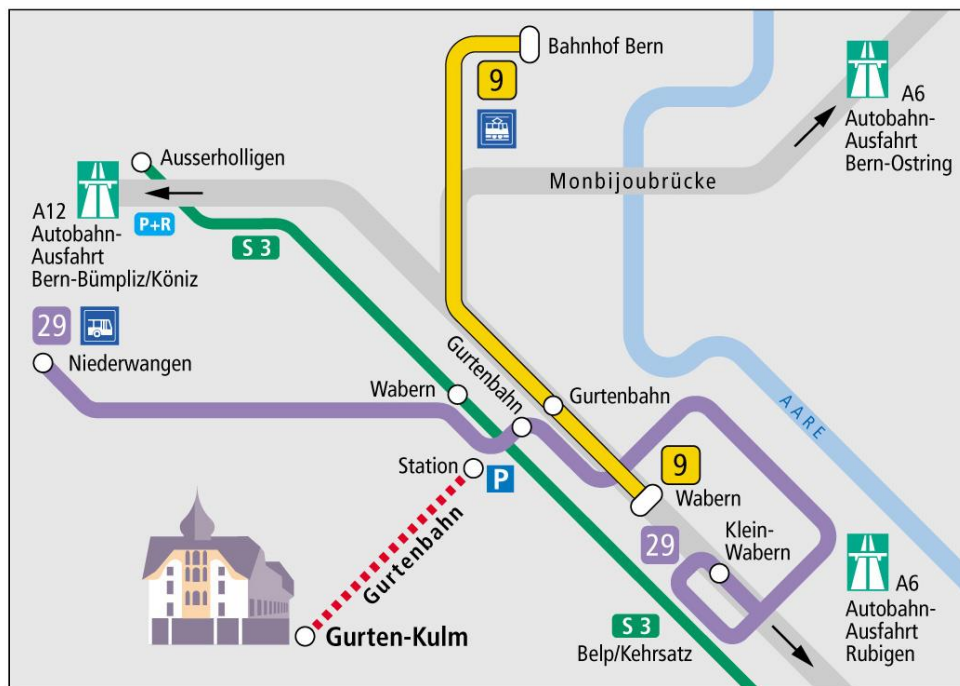 Bahnhof Bern
9
A6
Autobahn-
Ausfahrt
Bern-Ostring
Monbijoubrücke
Ausserholligen
P+R
S 3
A12
Autobahn-
Ausfahrt
Bern-Bümpliz/Köniz
29
Niederwangen
Wabern
Gurtenbahn
Gurtenbahn
AARE
Station
P
9
Wabern
Gurtenbahn
29
Klein-
Wabern
A6
Autobahn-
Ausfahrt
Rubigen
Gurten-Kulm
S 3
Belp/Kehrsatz